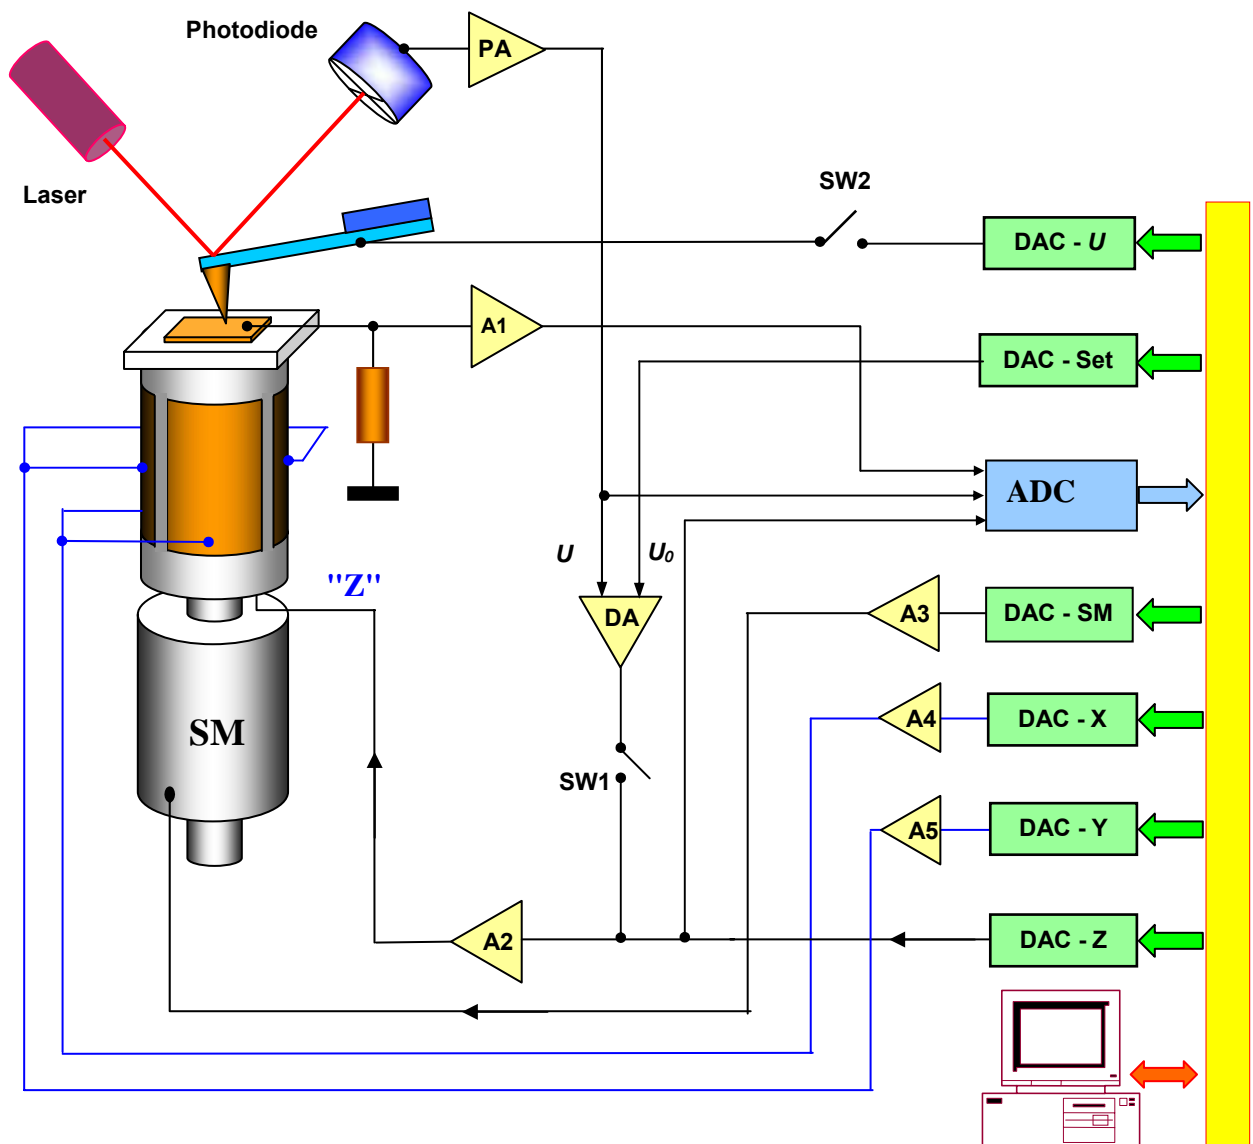 Photodiode
PA
Laser
SW2
DAC - U
A1
DAC - Set
ADC
U
U0
"Z"
DA
A3
DAC - SM
SM
A4
DAC - X
SW1
A5
DAC - Y
A2
DAC - Z